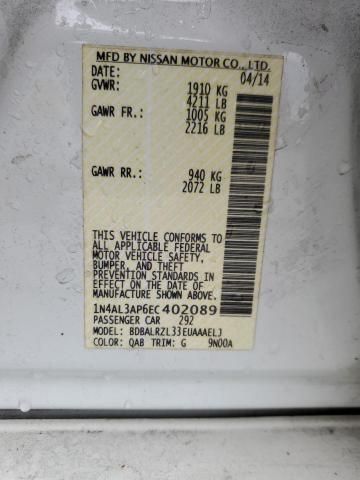 MFD BY NISSAN MOTOR CO., LTD.
DATE: 04/14
GVWR: 1910 KG
4211 LB
GAWR FR.: 1005 KG
2216 LB
GAWR RR.: 940 KG
2072 LB
THIS VEHICLE CONFORMS TO
ALL APPLICABLE FEDERAL
MOTOR VEHICLE SAFETY,
BUMPER, AND THEFT
PREVENTION STANDARDS
IN EFFECT ON THE DATE OF
MANUFACTURE SHOWN ABOVE.
1N4AL3AP6EC402089
PASSENGER CAR 292
MODEL: BDBALRZL33EUAAAELJ
COLOR: QAB TRIM: G 9N00A